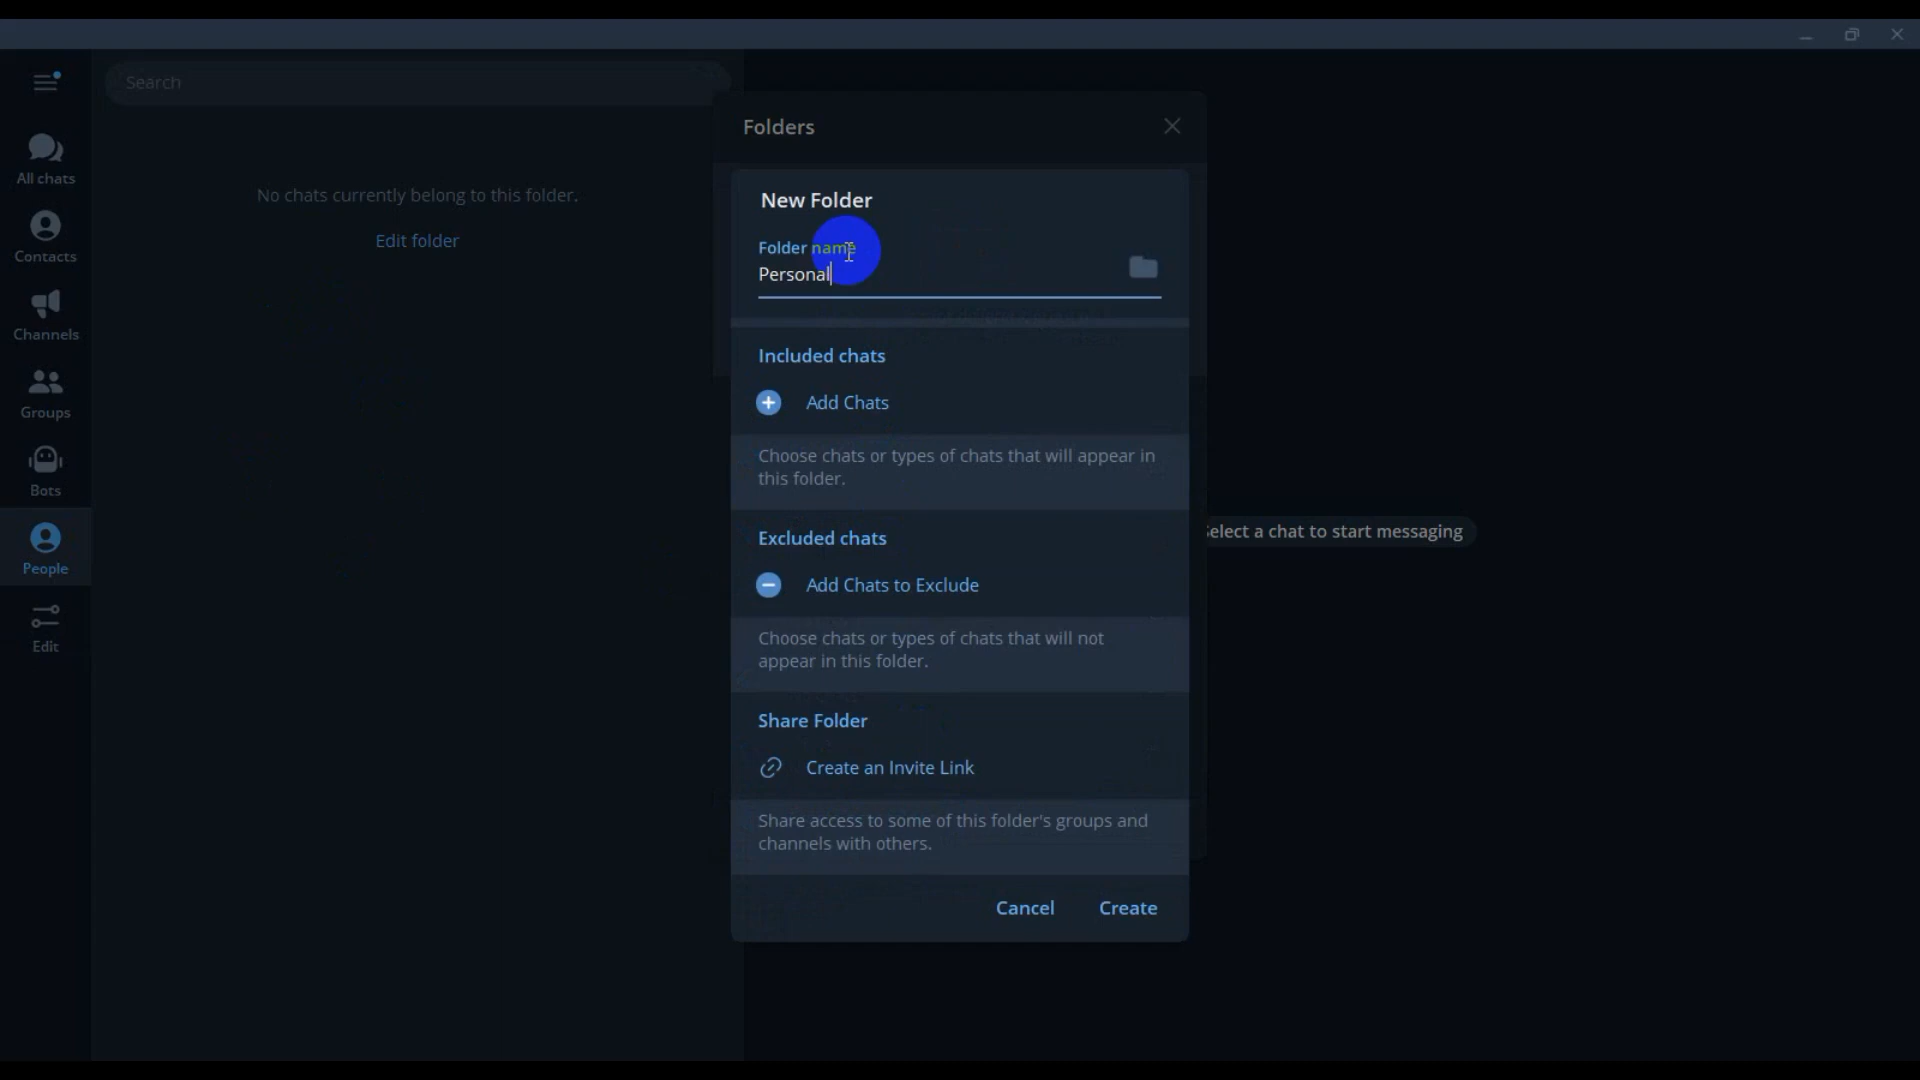 Search
All chats
Contacts
Channels
Groups
Bots
People
Edit
No chats currently belong to this folder.
Edit folder
Folders
New Folder
Folder name
Personal
Included chats
Add Chats
Choose chats or types of chats that will appear in
this folder.
Excluded chats
Add Chats to Exclude
Choose chats or types of chats that will not
appear in this folder.
Share Folder
Create an Invite Link
Share access to some of this folder's groups and
channels with others.
Cancel
Create
Select a chat to start messaging